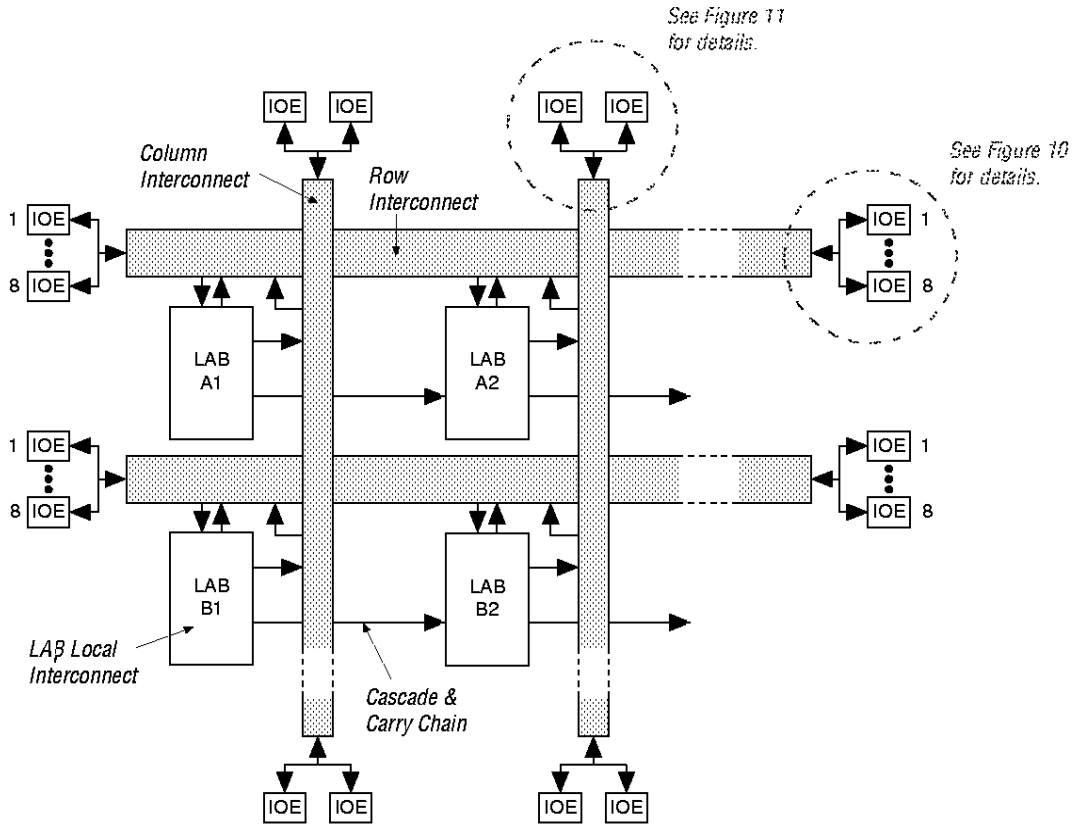 See Figure 11
for details.
IOE IOE
IOE IOE
Column
Interconnect
Row
Interconnect
See Figure 10
for details.
1 IOE
8 IOE
IOE 1
IOE 8
LAB
A1
LAB
A2
1 IOE
8 IOE
IOE 1
IOE 8
LAB
B1
LAB
B2
LAβ Local
Interconnect
Cascade &
Carry Chain
IOE IOE
IOE IOE